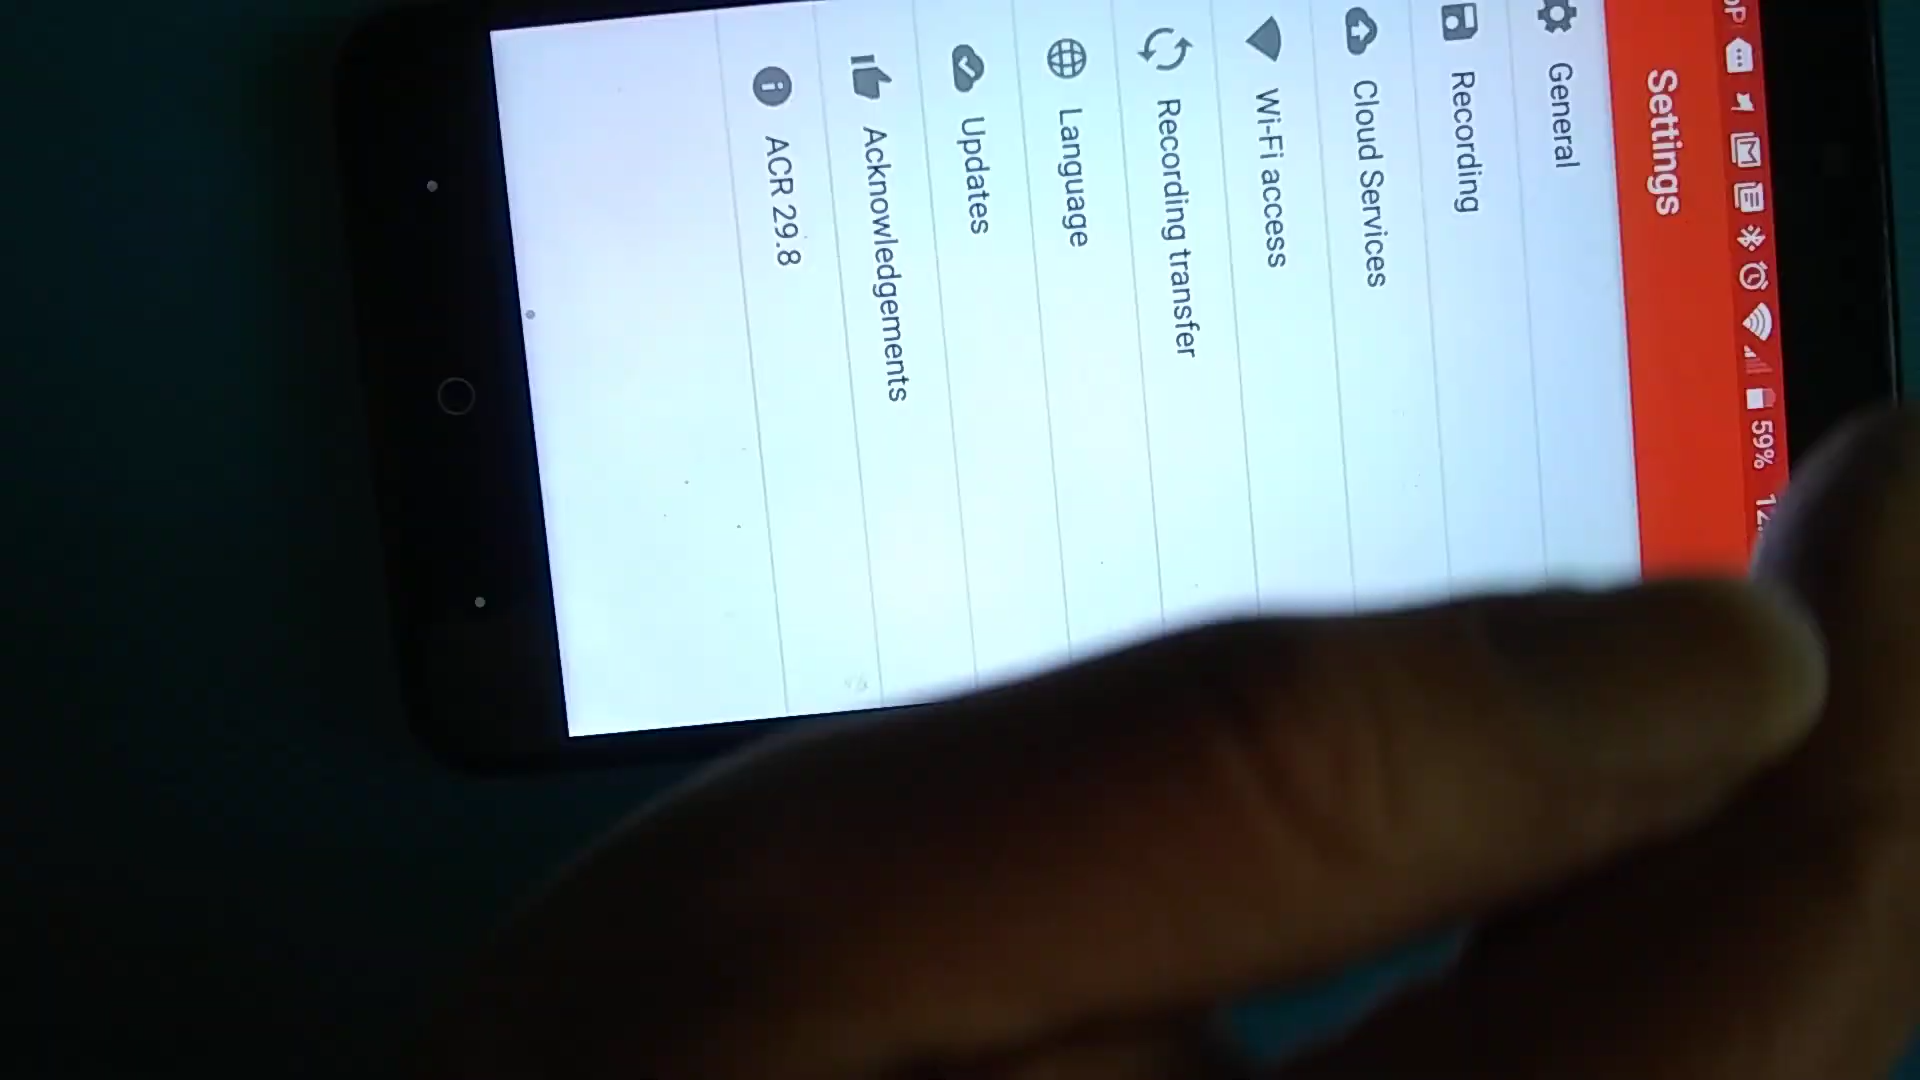 59%
Settings
General
Recording
Cloud Services
Wi-Fi access
Recording transfer
Language
Updates
Acknowledgements
ACR 29.8